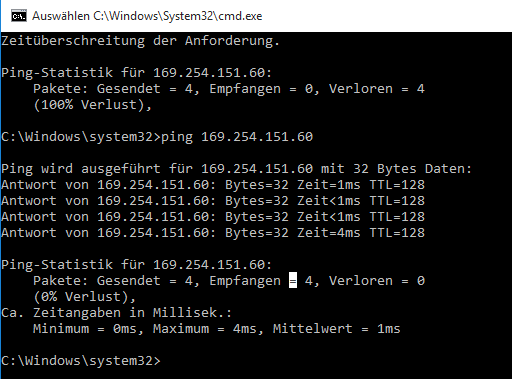 Auswählen C:\Windows\System32\cmd.exe
Zeitüberschreitung der Anforderung.
Ping-Statistik für 169.254.151.60:
Pakete: Gesendet = 4, Empfangen = 0, Verloren = 4
(100% Verlust),
C:\Windows\system32>ping 169.254.151.60
Ping wird ausgeführt für 169.254.151.60 mit 32 Bytes Daten:
Antwort von 169.254.151.60: Bytes=32 Zeit=1ms TTL=128
Antwort von 169.254.151.60: Bytes=32 Zeit<1ms TTL=128
Antwort von 169.254.151.60: Bytes=32 Zeit<1ms TTL=128
Antwort von 169.254.151.60: Bytes=32 Zeit=4ms TTL=128
Ping-Statistik für 169.254.151.60:
Pakete: Gesendet = 4, Empfangen = 4, Verloren = 0
(0% Verlust),
Ca. Zeitangaben in Millisek.:
Minimum = 0ms, Maximum = 4ms, Mittelwert = 1ms
C:\Windows\system32>